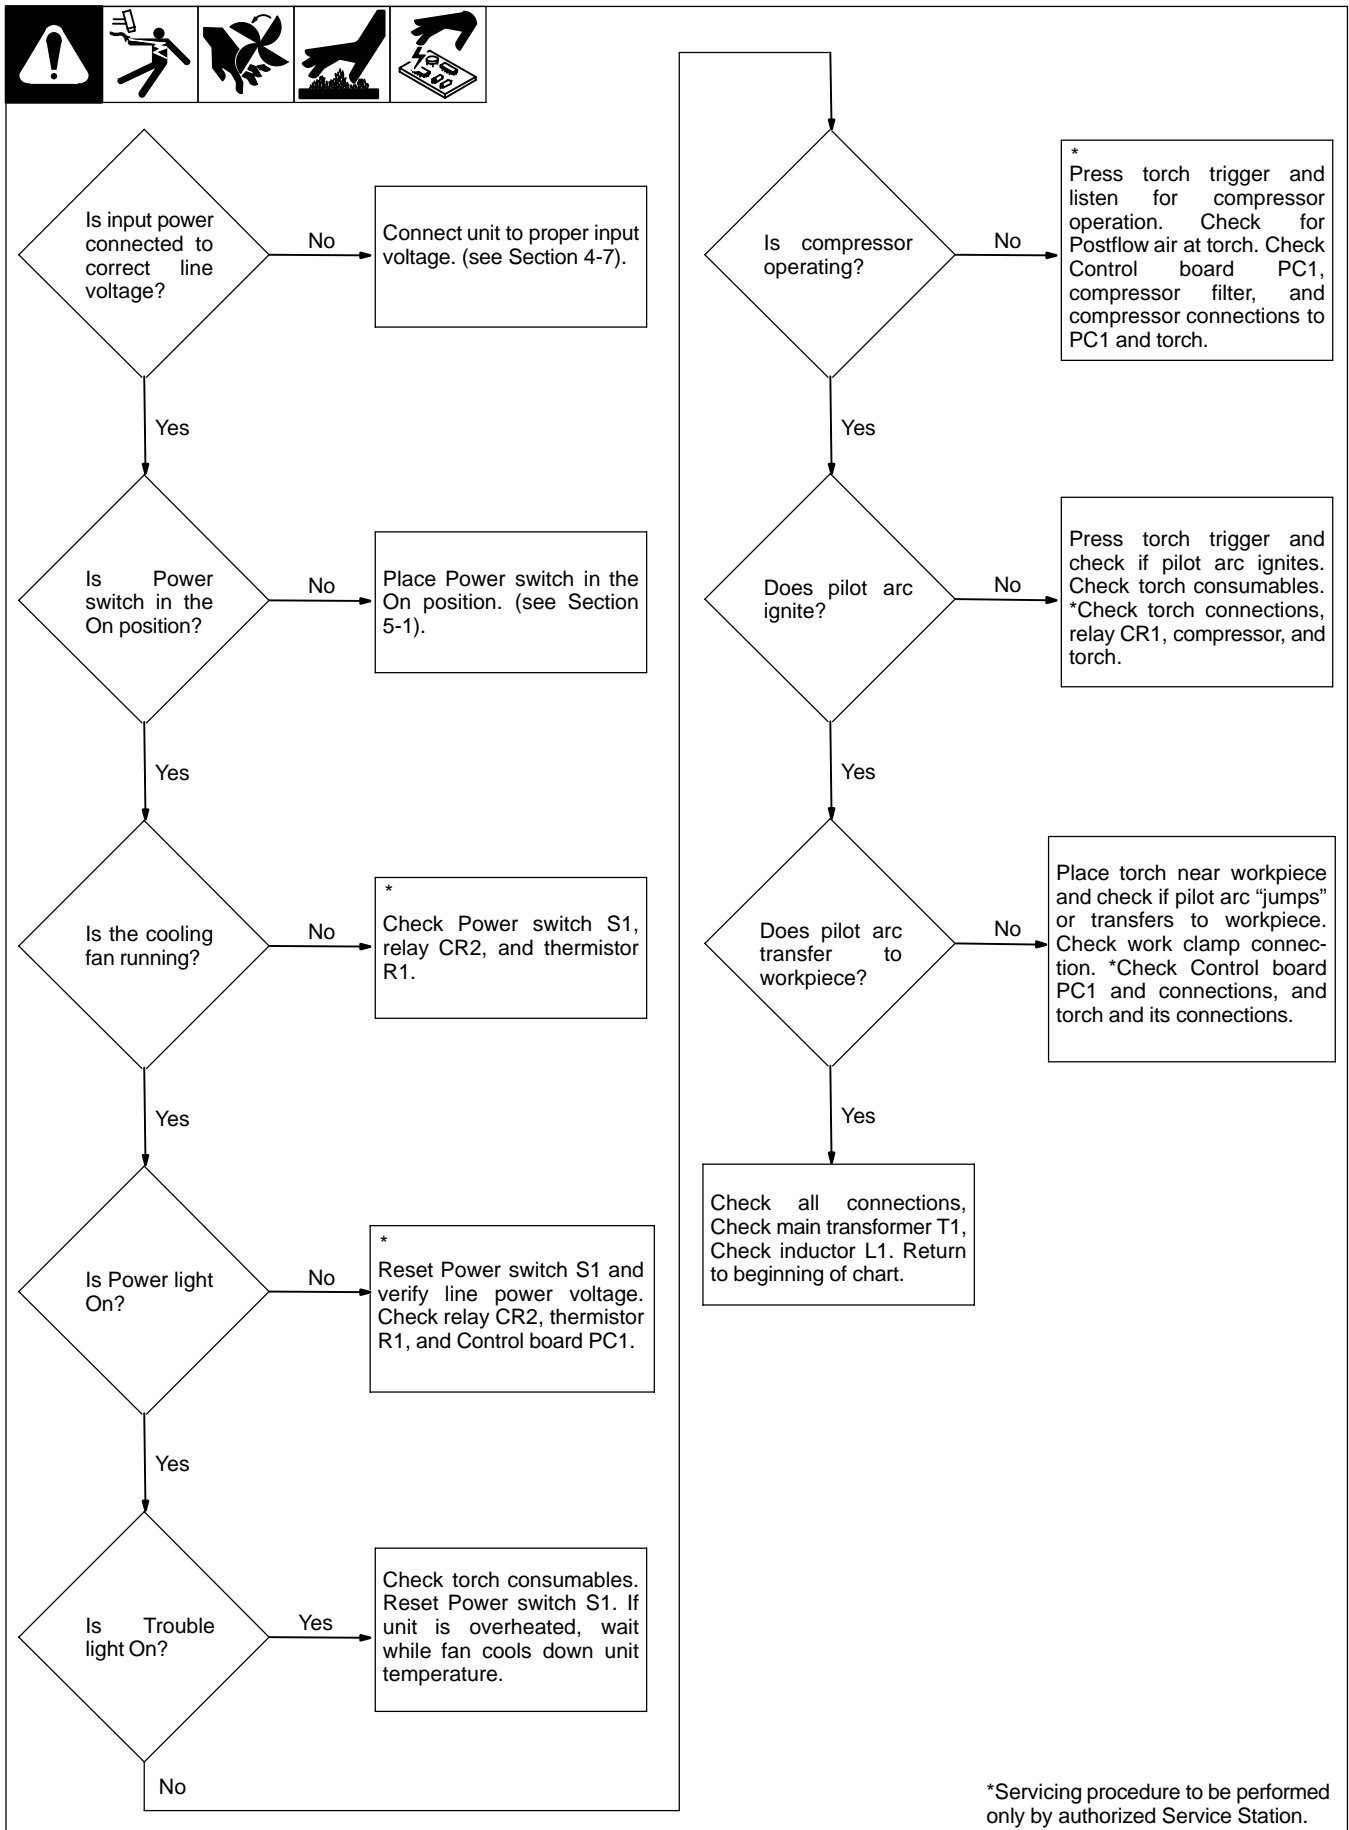 Is input power
connected to
correct line
voltage?
No
Connect unit to proper input
voltage. (see Section 4-7).
Yes
Is Power
switch in the
On position?
No
Place Power switch in the
On position. (see Section
5-1).
Yes
Is the cooling
fan running?
No
*
Check Power switch S1,
relay CR2, and thermistor
R1.
Yes
Is Power light
On?
No
*
Reset Power switch S1 and
verify line power voltage.
Check relay CR2, thermistor
R1, and Control board PC1.
Yes
Is Trouble
light On?
Yes
Check torch consumables.
Reset Power switch S1. If
unit is overheated, wait
while fan cools down unit
temperature.
No
Is compressor
operating?
No
*
Press torch trigger and
listen for compressor
operation. Check for
Postflow air at torch. Check
Control board PC1,
compressor filter, and
compressor connections to
PC1 and torch.
Yes
Does pilot arc
ignite?
No
Press torch trigger and
check if pilot arc ignites.
Check torch consumables.
*Check torch connections,
relay CR1, compressor, and
torch.
Yes
Does pilot arc
transfer to
workpiece?
No
Place torch near workpiece
and check if pilot arc “jumps”
or transfers to workpiece.
Check work clamp connec-
tion. *Check Control board
PC1 and connections, and
torch and its connections.
Yes
Check all connections,
Check main transformer T1,
Check inductor L1. Return
to beginning of chart.
*Servicing procedure to be performed
only by authorized Service Station.